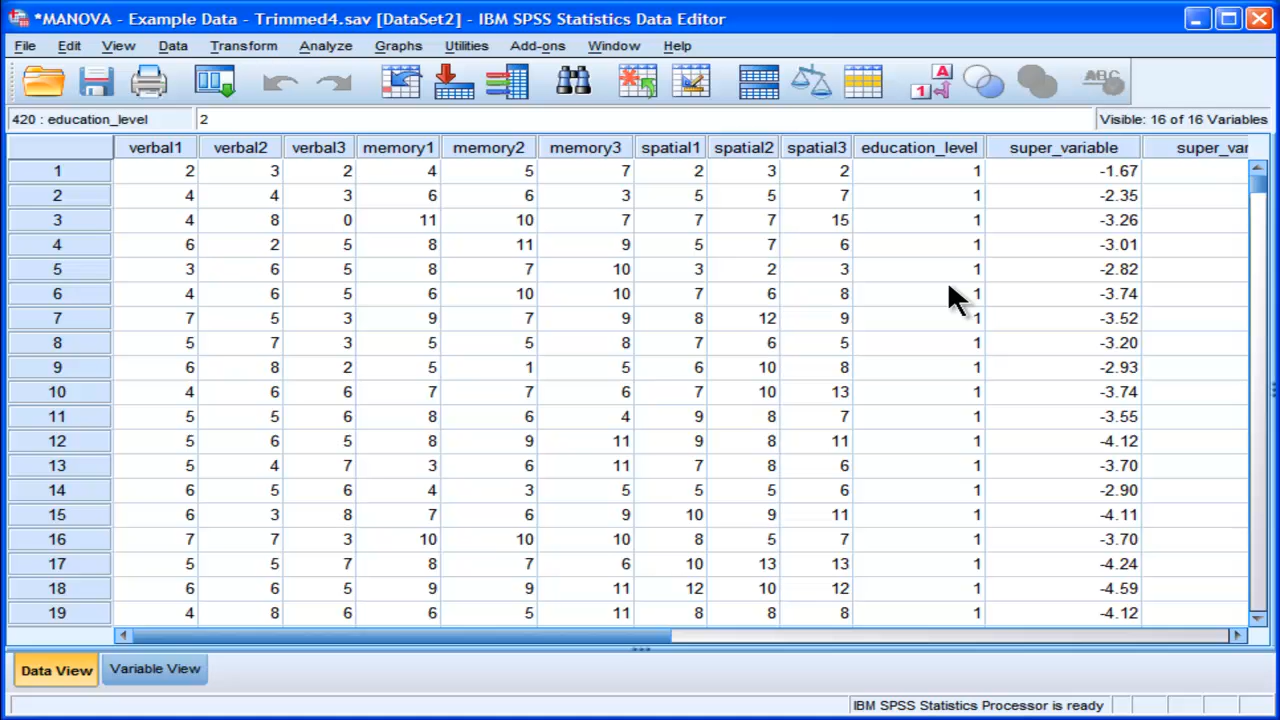 *MANOVA - Example Data - Trimmed4.sav [DataSet2] - IBM SPSS Statistics Data Editor
File Edit View Data Transform Analyze Graphs Utilities Add-ons Window Help
A 1 ABC
420 : education_level 2 Visible: 16 of 16 Variables
verbal1 verbal2 verbal3 memory1 memory2 memory3 spatial1 spatial2 spatial3 education_level super_variable super_var
1 2 3 2 4 5 7 2 3 2 1 -1.67
2 4 4 3 6 6 3 5 5 7 1 -2.35
3 4 8 0 11 10 7 7 7 15 1 -3.26
4 6 2 5 8 11 9 5 7 6 1 -3.01
5 3 6 5 8 7 10 3 2 3 1 -2.82
6 4 6 5 6 10 10 7 6 8 1 -3.74
7 7 5 3 9 7 9 8 12 9 1 -3.52
8 5 7 3 5 5 8 7 6 5 1 -3.20
9 6 8 2 5 1 5 6 10 8 1 -2.93
10 4 6 6 7 7 6 7 10 13 1 -3.74
11 5 5 6 8 6 4 9 8 7 1 -3.55
12 5 6 5 8 9 11 9 8 11 1 -4.12
13 5 4 7 3 6 11 7 8 6 1 -3.70
14 6 5 6 4 3 5 5 5 6 1 -2.90
15 6 3 8 7 6 9 10 9 11 1 -4.11
16 7 7 3 10 10 10 8 5 7 1 -3.70
17 5 5 7 8 7 6 10 13 13 1 -4.24
18 6 6 5 9 9 11 12 10 12 1 -4.59
19 4 8 6 6 5 11 8 8 8 1 -4.12
Data View Variable View
IBM SPSS Statistics Processor is ready